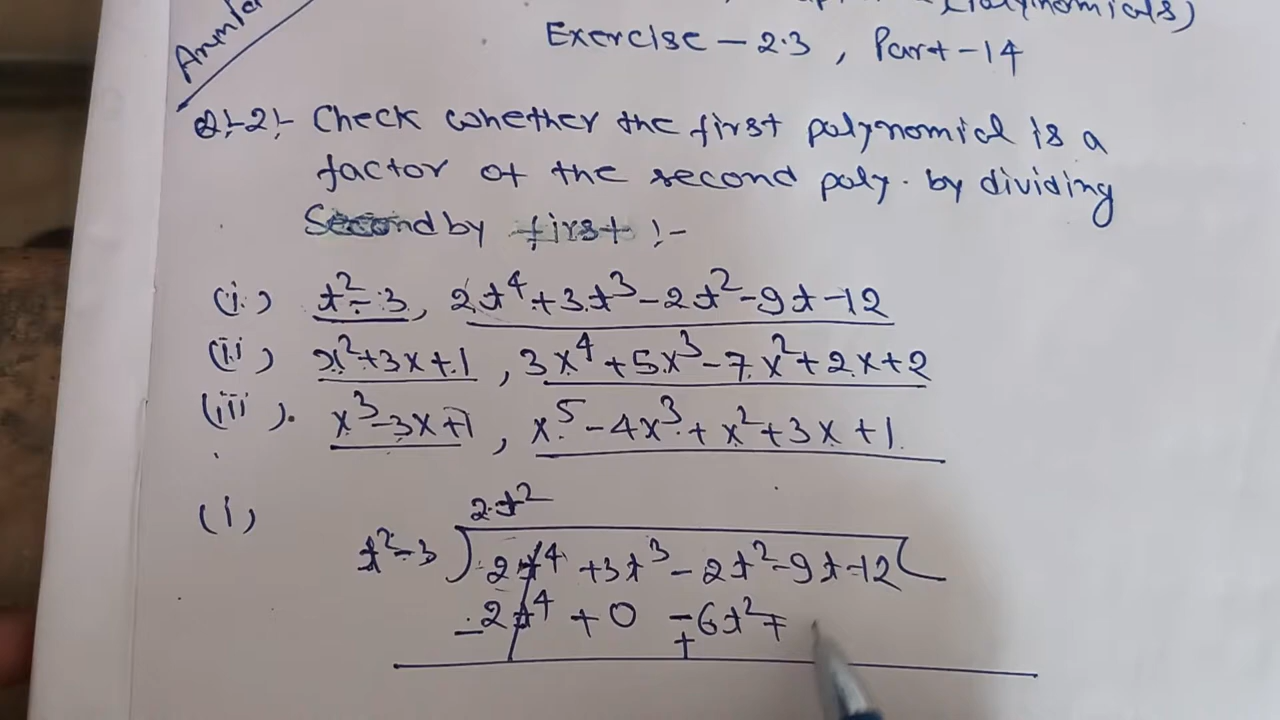 (Polynomials)
Exercise - 2.3 , Part - 14
Q:-2:- Check whether the first polynomial is a
factor of the second poly. by dividing
Second by first :-
(i.) t²-3, 2t⁴+3t³-2t²-9t-12
(ii) x²+3x+1, 3x⁴+5x³-7x²+2x+2
(iii). x³-3x+1, x⁵-4x³+x²+3x+1.
(i)
2t²
t²-3 ) 2t⁴+3t³-2t²-9t-12 (
-2t⁴ + 0 -6t² +
+